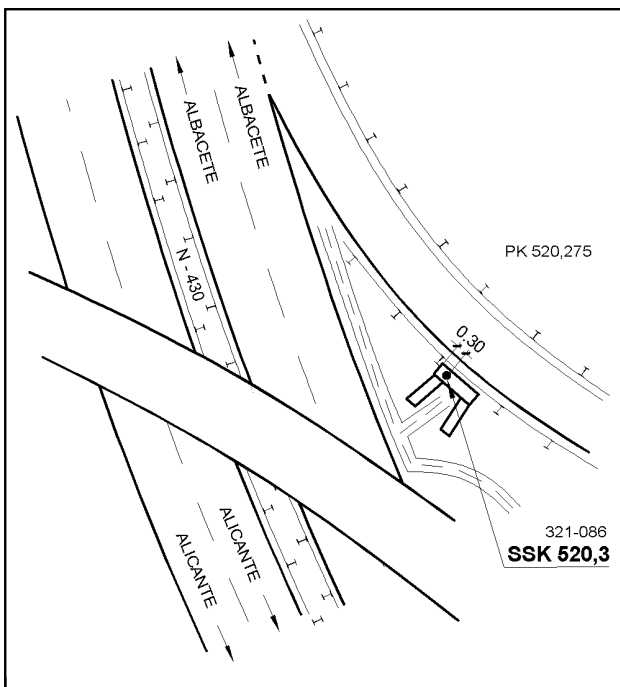 ALBACETE
ALBACETE
N - 430
PK 520,275
0.30
321-086
SSK 520,3
ALICANTE
ALICANTE